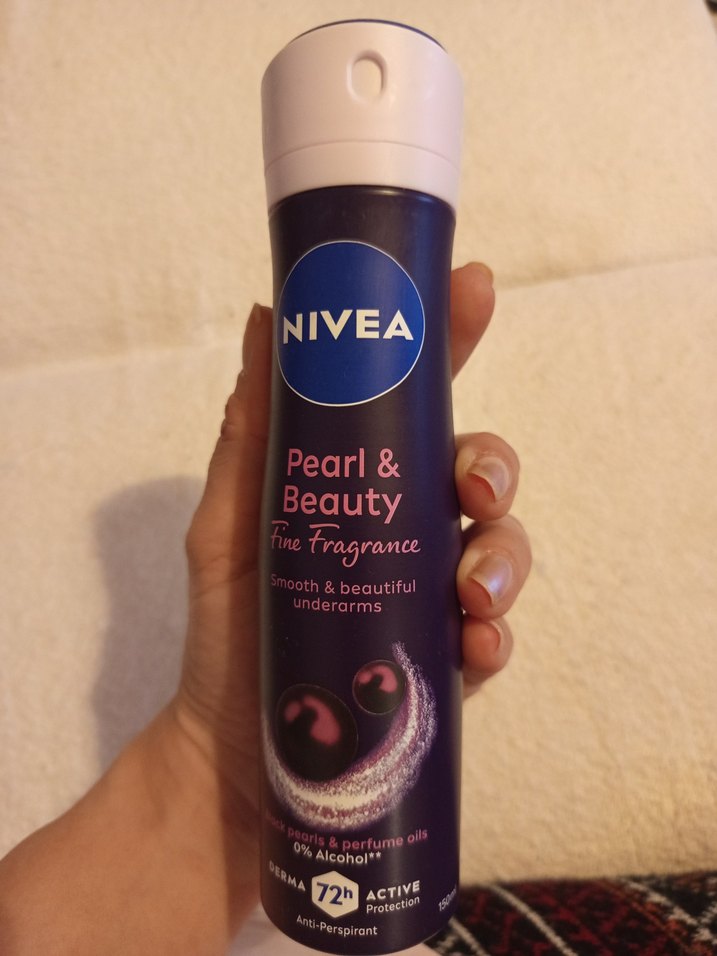 NIVEA
Pearl &
Beauty
Fine Fragrance
Smooth & beautiful
underarms
pearls & perfume oils
0% Alcohol**
DERMA 72h ACTIVE
Protection
Anti-Perspirant